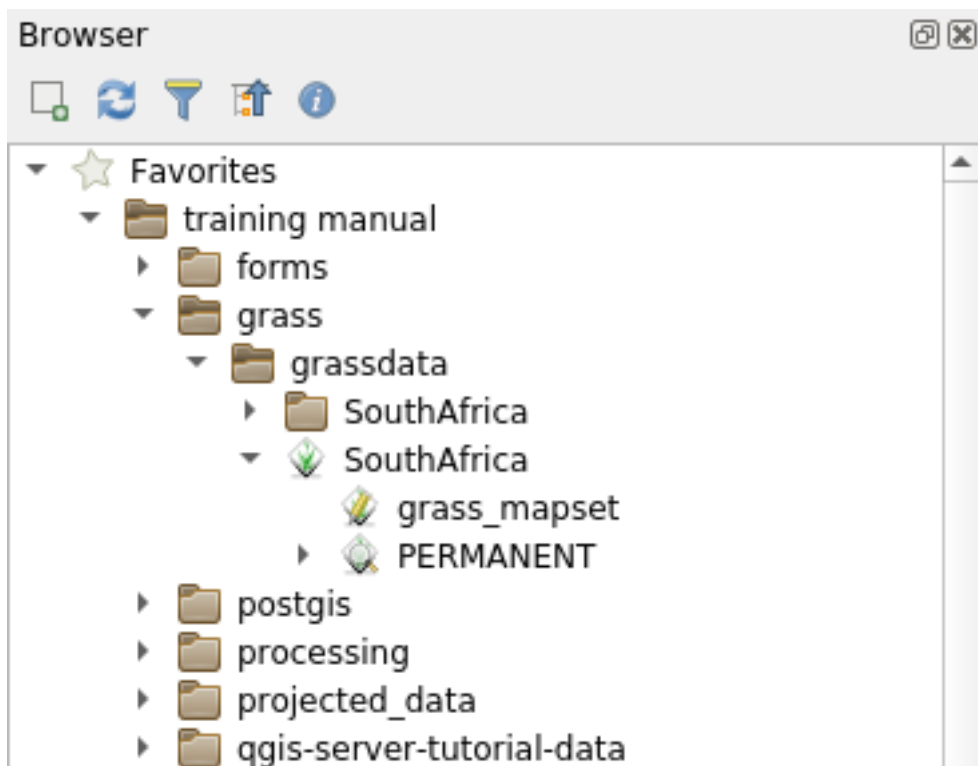 Browser
Favorites
training manual
forms
grass
grassdata
SouthAfrica
SouthAfrica
grass_mapset
PERMANENT
postgis
processing
projected_data
qgis-server-tutorial-data